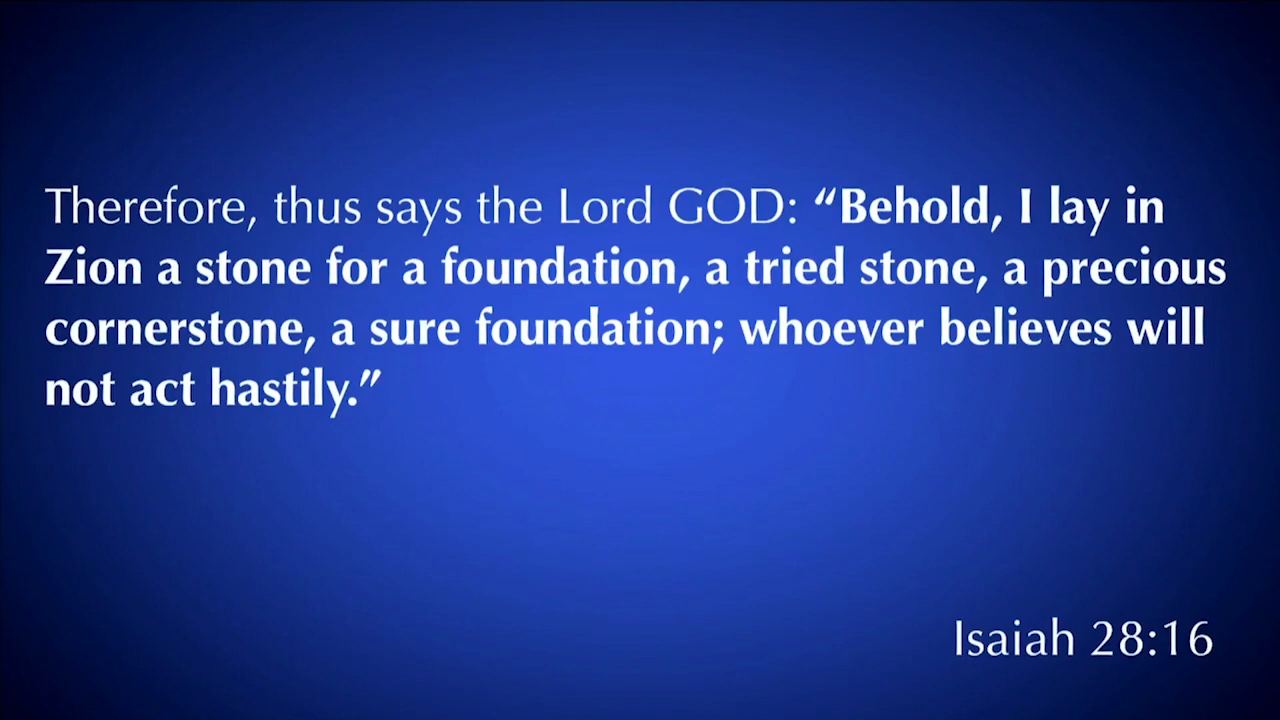 Therefore, thus says the Lord GOD: “Behold, I lay in
Zion a stone for a foundation, a tried stone, a precious
cornerstone, a sure foundation; whoever believes will
not act hastily.”
Isaiah 28:16